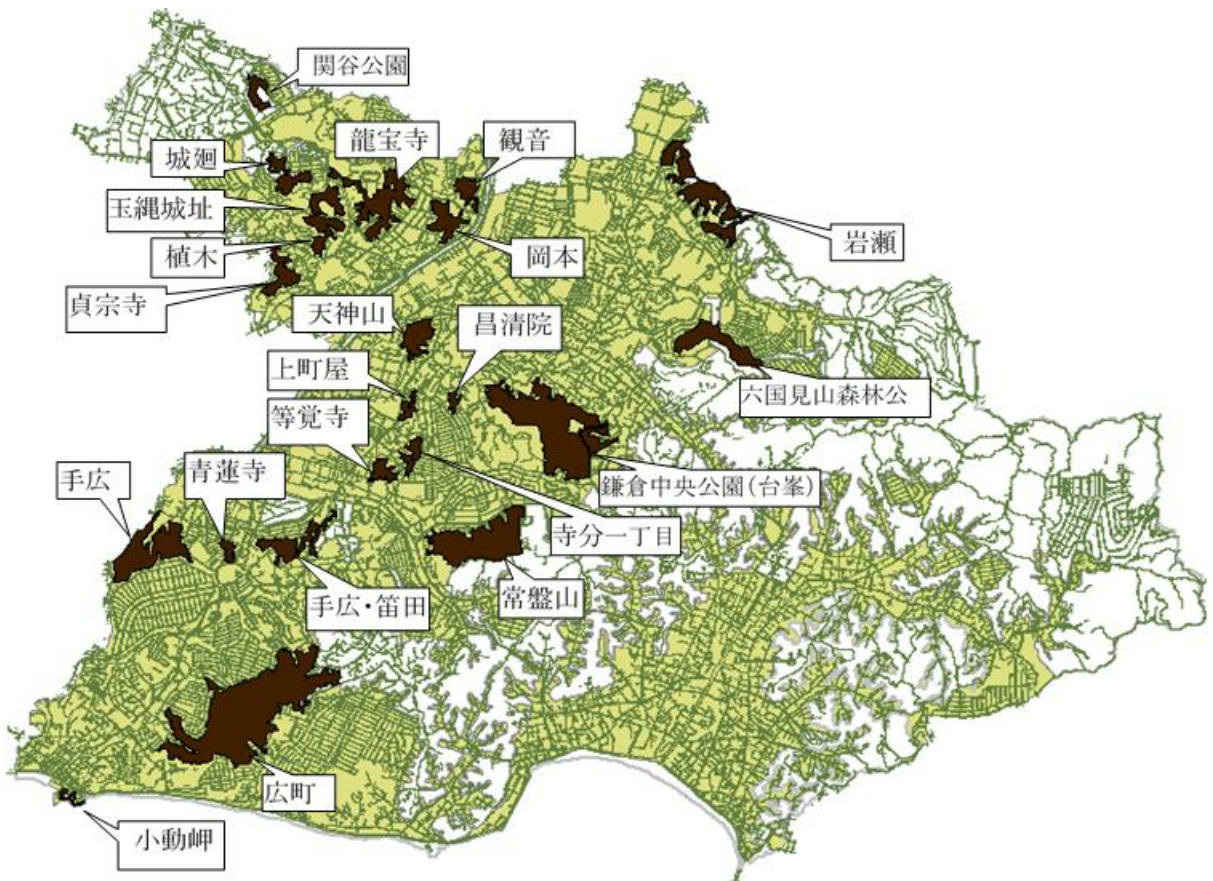 関谷公園
龍宝寺
観音
城廻
玉縄城址
植木
岡本
岩瀬
貞宗寺
天神山
昌清院
上町屋
六国見山森林公
等覚寺
手広
青蓮寺
鎌倉中央公園(台峯)
寺分一丁目
手広・笛田
常盤山
広町
小動岬